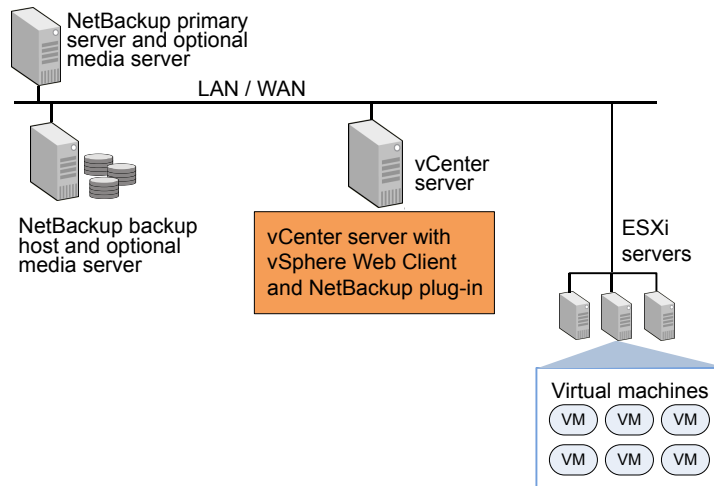 NetBackup primary
server and optional
media server
LAN / WAN
NetBackup backup
host and optional
media server
vCenter
server
vCenter server with
vSphere Web Client
and NetBackup plug-in
ESXi
servers
Virtual machines
VM VM VM
VM VM VM